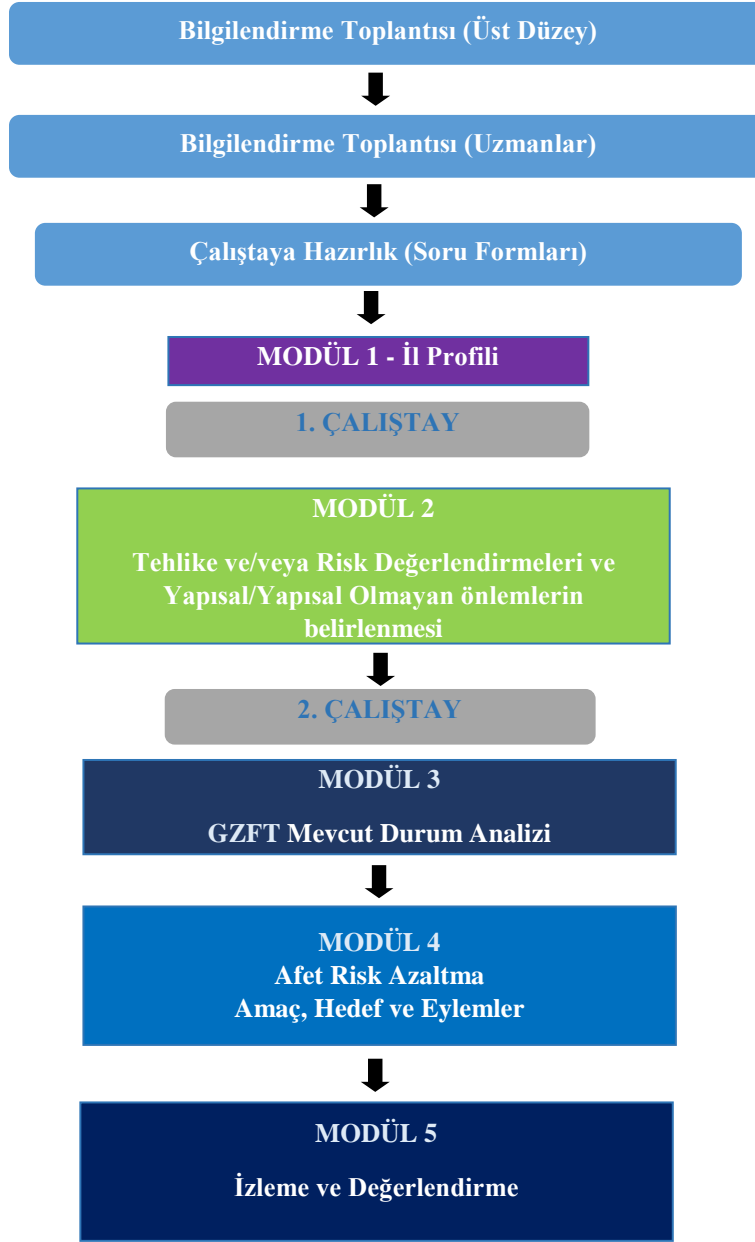 Bilgilendirme Toplantısı (Üst Düzey)
Bilgilendirme Toplantısı (Uzmanlar)
Çalıştaya Hazırlık (Soru Formları)
MODÜL 1 - İl Profili
1. ÇALIŞTAY
MODÜL 2
Tehlike ve/veya Risk Değerlendirmeleri ve
Yapısal/Yapısal Olmayan önlemlerin
belirlenmesi
2. ÇALIŞTAY
MODÜL 3
GZFT Mevcut Durum Analizi
MODÜL 4
Afet Risk Azaltma
Amaç, Hedef ve Eylemler
MODÜL 5
İzleme ve Değerlendirme